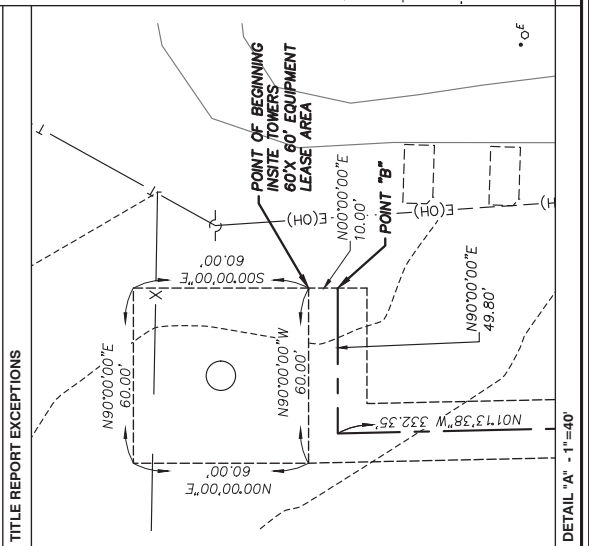 TITLE REPORT EXCEPTIONS
N90°00'00"E
60.00'
S00°00'00"E
60.00'
N90°00'00"W
60.00'
N00°00'00"E
60.00'
X
POINT OF BEGINNING
INSITE TOWERS
60'X 60' EQUIPMENT
LEASE AREA
N00°00'00"E
10.00'
POINT "B"
E(OH)
E(OH)
N90°00'00"E
49.80'
N01°13'38"W 332.35'
E
T
T
DETAIL "A" - 1"=40'